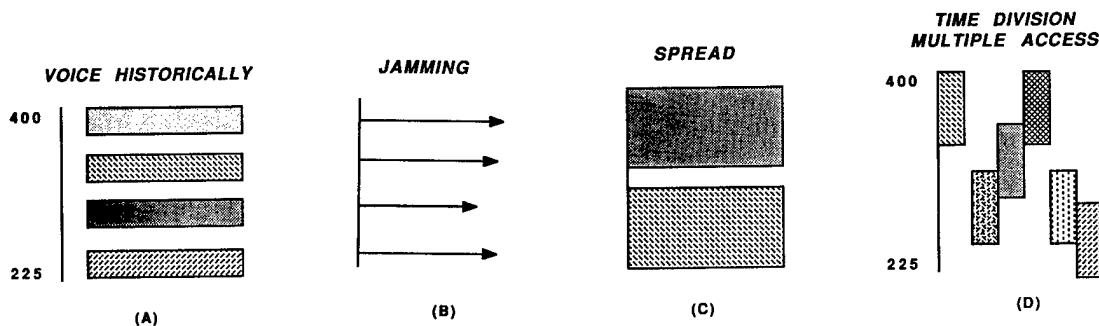 VOICE HISTORICALLY
400
225
(A)
JAMMING
(B)
SPREAD
(C)
TIME DIVISION
MULTIPLE ACCESS
400
225
(D)